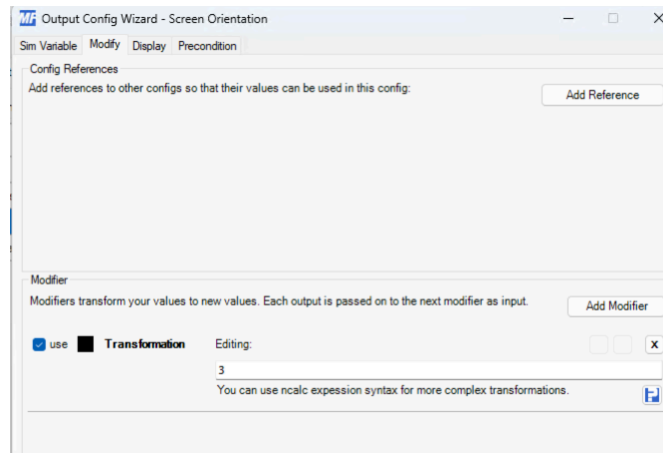 MF Output Config Wizard - Screen Orientation
Sim Variable Modify Display Precondition
Config References
Add references to other configs so that their values can be used in this config:
Add Reference
Modifier
Modifiers transform your values to new values. Each output is passed on to the next modifier as input.
Add Modifier
use Transformation Editing:
X
3
You can use ncalc expession syntax for more complex transformations.